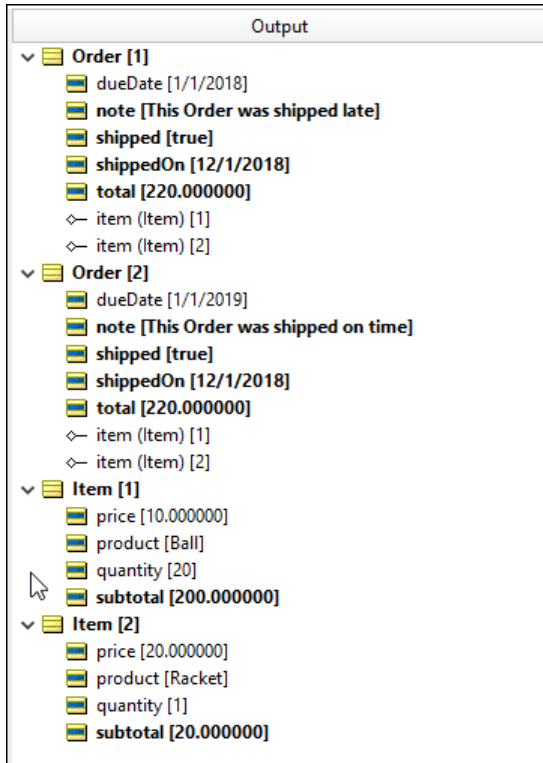 Output
Order [1]
dueDate [1/1/2018]
note [This Order was shipped late]
shipped [true]
shippedOn [12/1/2018]
total [220.000000]
item (Item) [1]
item (Item) [2]
Order [2]
dueDate [1/1/2019]
note [This Order was shipped on time]
shipped [true]
shippedOn [12/1/2018]
total [220.000000]
item (Item) [1]
item (Item) [2]
Item [1]
price [10.000000]
product [Ball]
quantity [20]
subtotal [200.000000]
Item [2]
price [20.000000]
product [Racket]
quantity [1]
subtotal [20.000000]